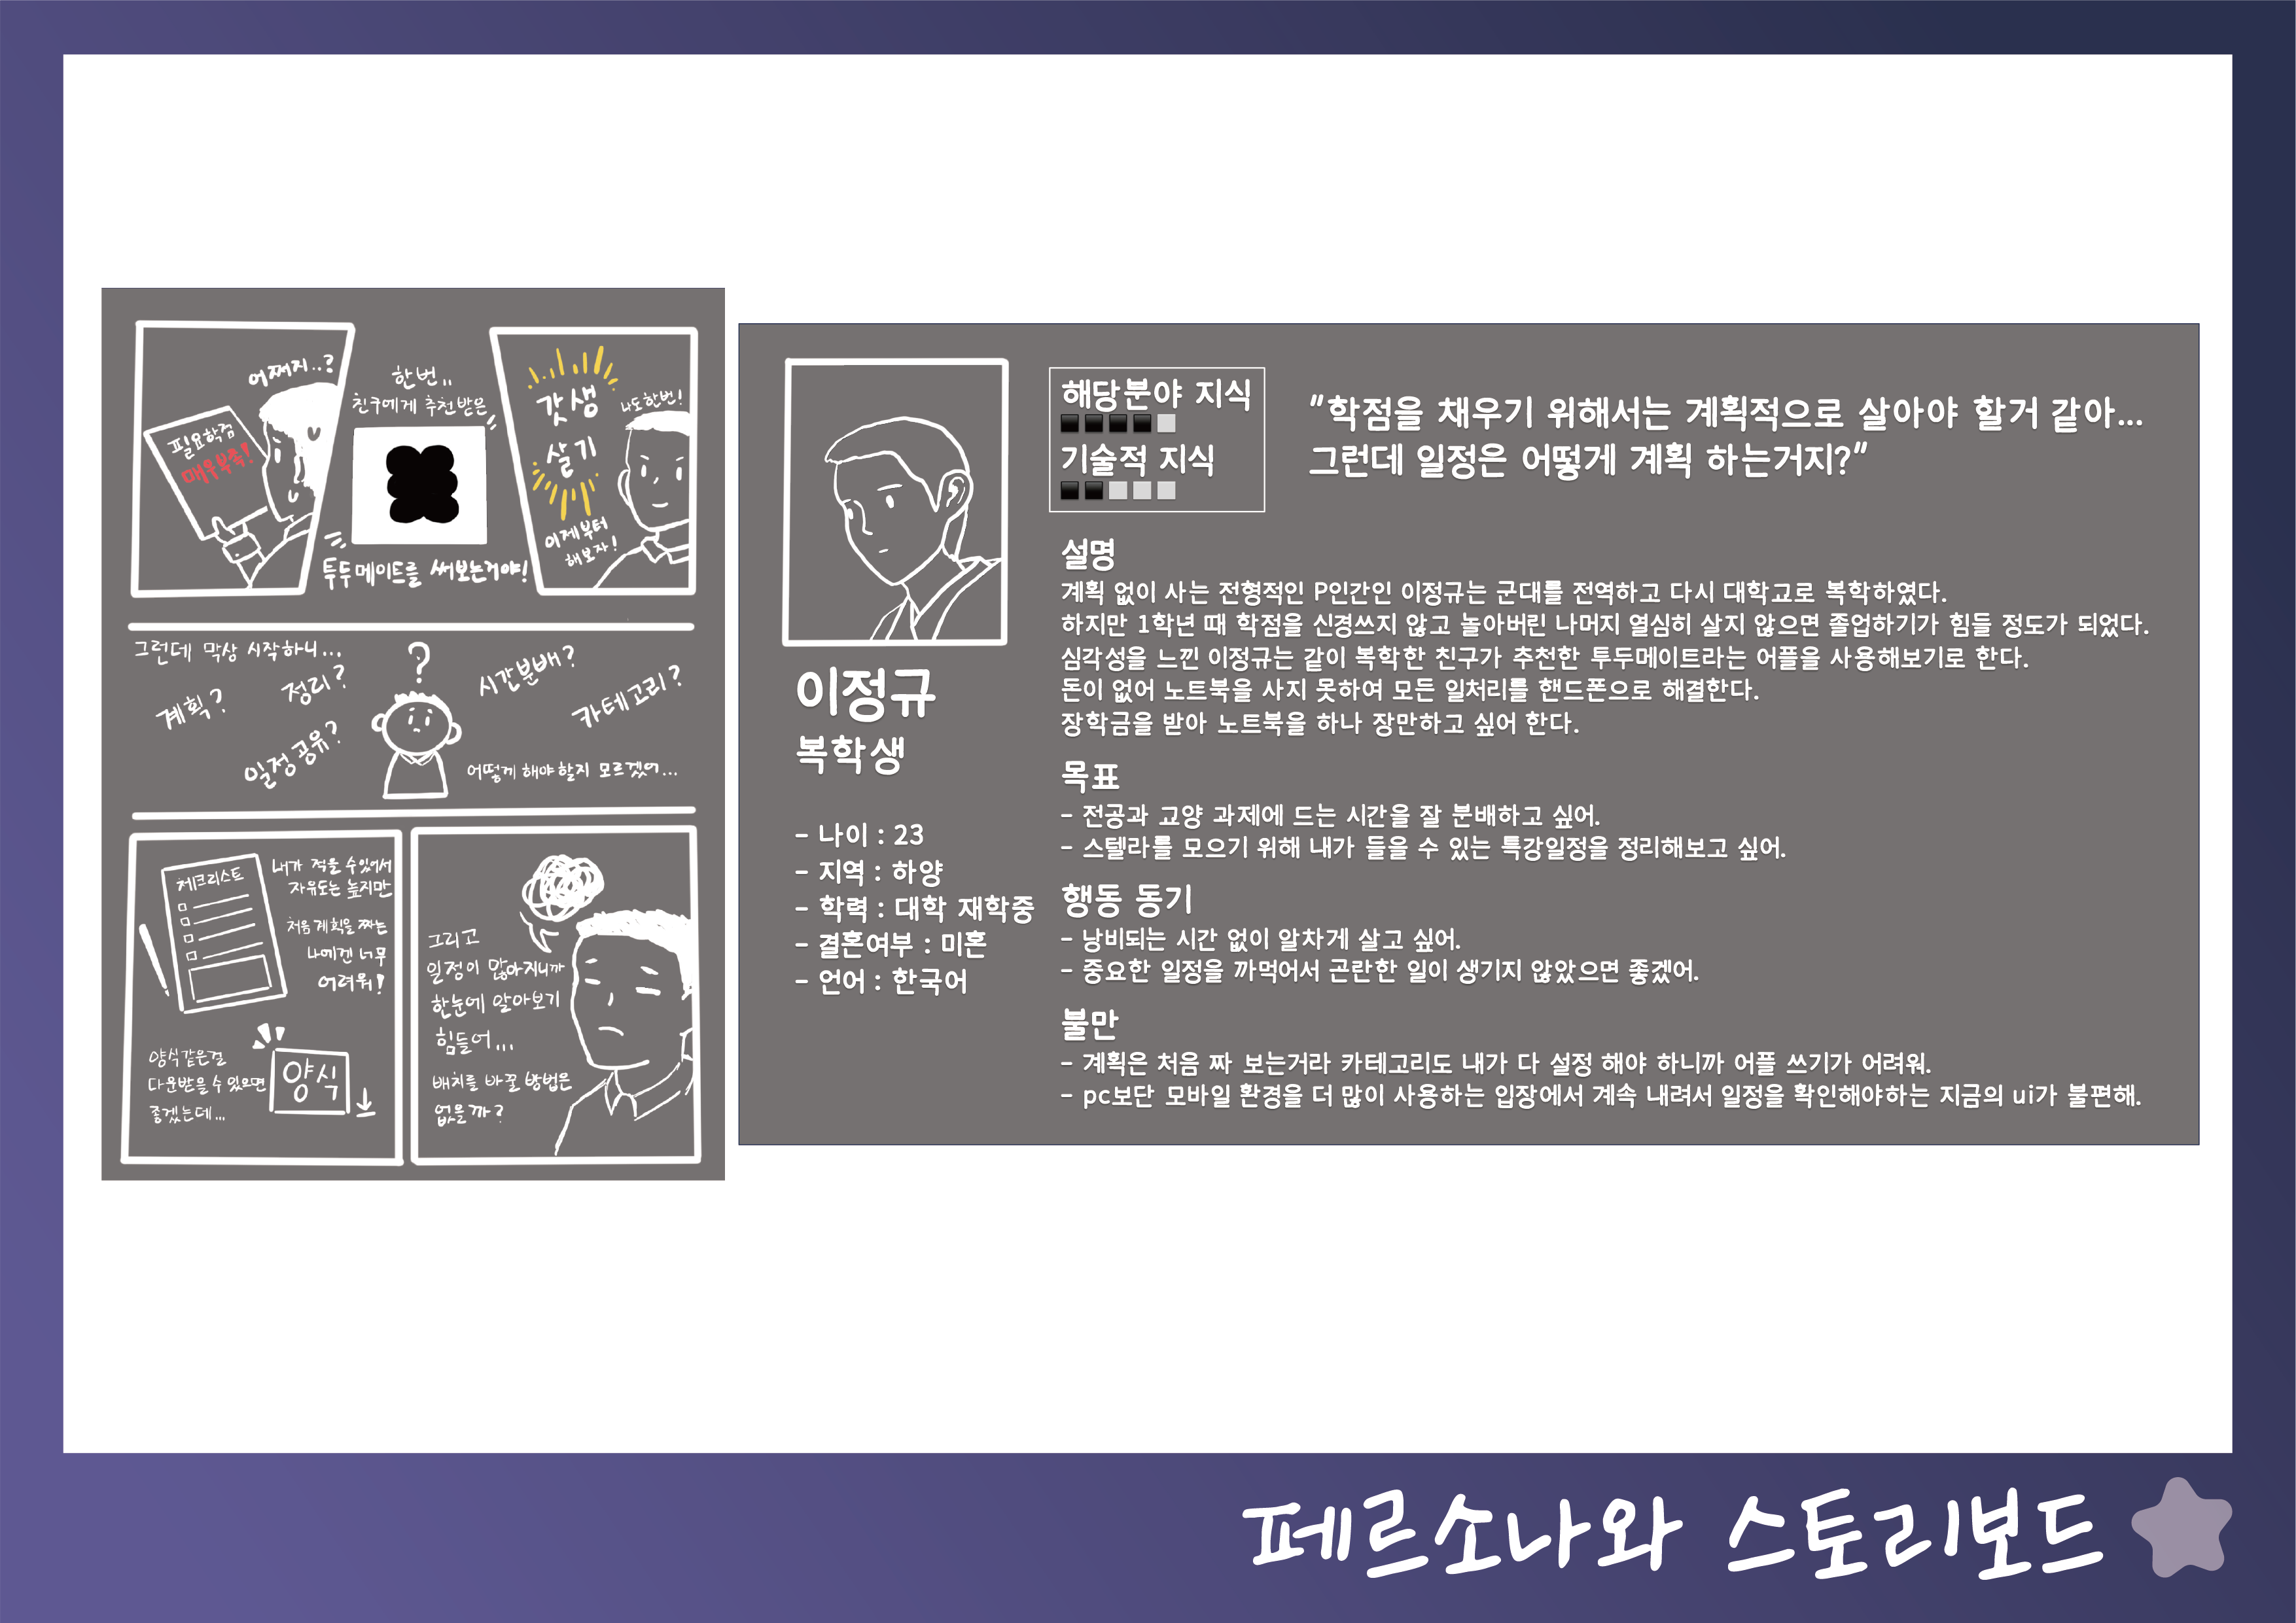 어쩌지..?
필요학점
매우부족!
한번..
친구에게 추천받은
투두메이트를 써보는거야!
갓생
살기
나도한번!
이제부터
해보자!
그런데 막상 시작하니...
계획?
정리?
일정 공유?
?
시간분배?
카테고리?
어떻게 해야할지 모르겠어...
체크리스트
내가 적을 수있어서
자유도는 높지만
처음 계획을 짜는
나에겐 너무
어려워!
양식같은걸
다운받을 수 있으면
좋겠는데...
양식
그리고
일정이 많아지니까
한눈에 알아보기
힘들어...
배치를 바꿀 방법은
없을까?
이정규
복학생
- 나이 : 23
- 지역 : 하양
- 학력 : 대학 재학중
- 결혼여부 : 미혼
- 언어 : 한국어
해당분야 지식
기술적 지식
"학점을 채우기 위해서는 계획적으로 살아야 할거 같아...
그런데 일정은 어떻게 계획 하는거지?"
설명
계획 없이 사는 전형적인 P인간인 이정규는 군대를 전역하고 다시 대학교로 복학하였다.
하지만 1학년 때 학점을 신경쓰지 않고 놀아버린 나머지 열심히 살지 않으면 졸업하기가 힘들 정도가 되었다.
심각성을 느낀 이정규는 같이 복학한 친구가 추천한 투두메이트라는 어플을 사용해보기로 한다.
돈이 없어 노트북을 사지 못하여 모든 일처리를 핸드폰으로 해결한다.
장학금을 받아 노트북을 하나 장만하고 싶어 한다.
목표
- 전공과 교양 과제에 드는 시간을 잘 분배하고 싶어.
- 스텔라를 모으기 위해 내가 들을 수 있는 특강일정을 정리해보고 싶어.
행동 동기
- 낭비되는 시간 없이 알차게 살고 싶어.
- 중요한 일정을 까먹어서 곤란한 일이 생기지 않았으면 좋겠어.
불만
- 계획은 처음 짜 보는거라 카테고리도 내가 다 설정 해야 하니까 어플 쓰기가 어려워.
- pc보단 모바일 환경을 더 많이 사용하는 입장에서 계속 내려서 일정을 확인해야하는 지금의 ui가 불편해.
페르소나와 스토리보드